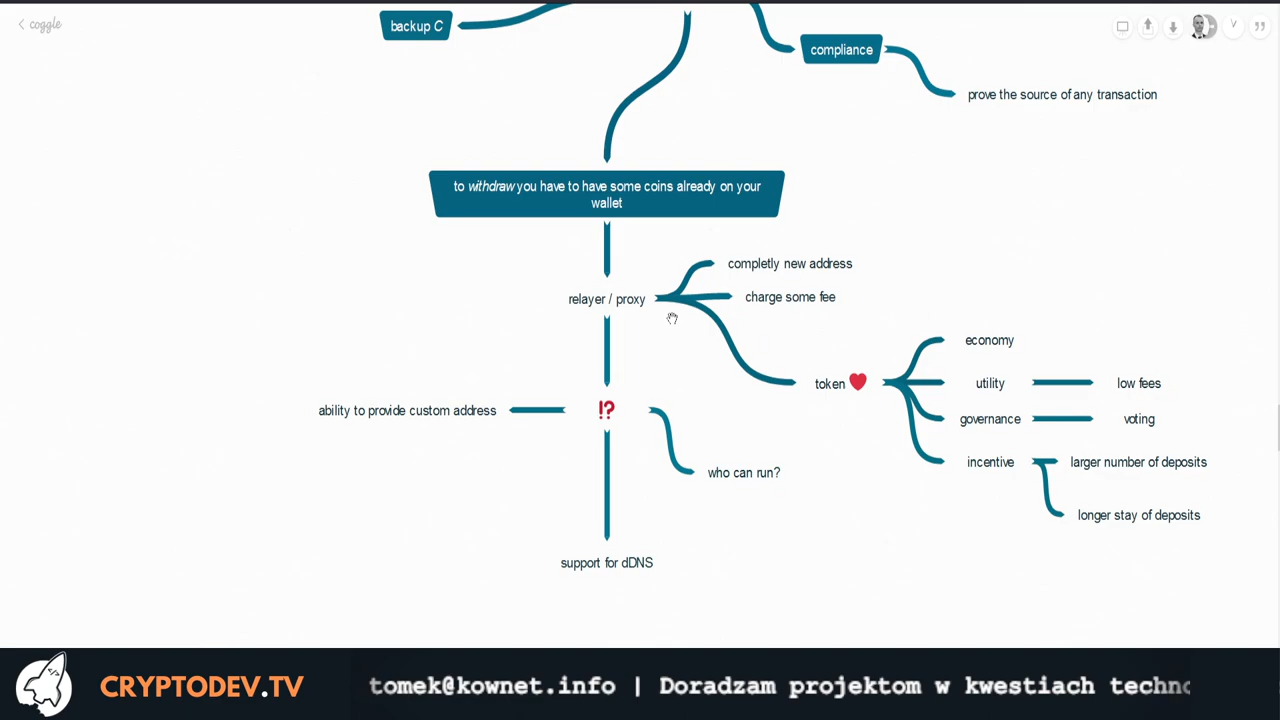 coggle
backup C
compliance
prove the source of any transaction
to withdraw you have to have some coins already on your
wallet
completly new address
relayer / proxy
charge some fee
economy
token
utility
low fees
ability to provide custom address
⁉
governance
voting
incentive
larger number of deposits
who can run?
longer stay of deposits
support for dDNS
CRYPTODEV.TV
tomek@kownet.info | Doradzam projektom w kwestiach techno